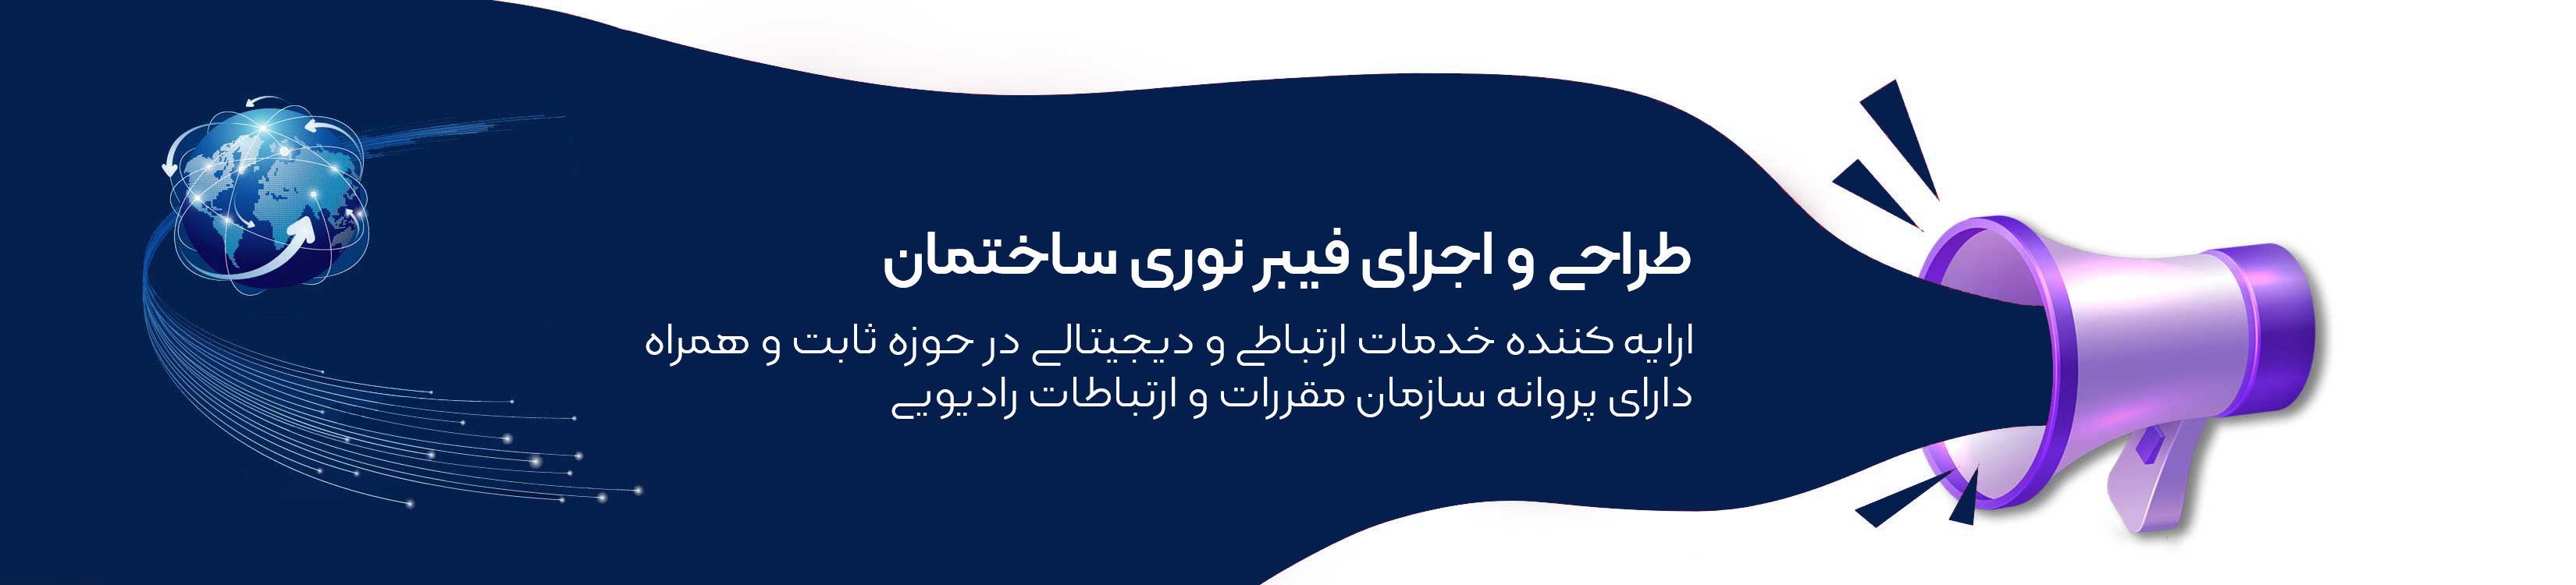 طراحی و اجرای فیبر نوری ساختمان
ارایه کننده خدمات ارتباطی و دیجیتالی در حوزه ثابت و همراه
دارای پروانه سازمان مقررات و ارتباطات رادیویی